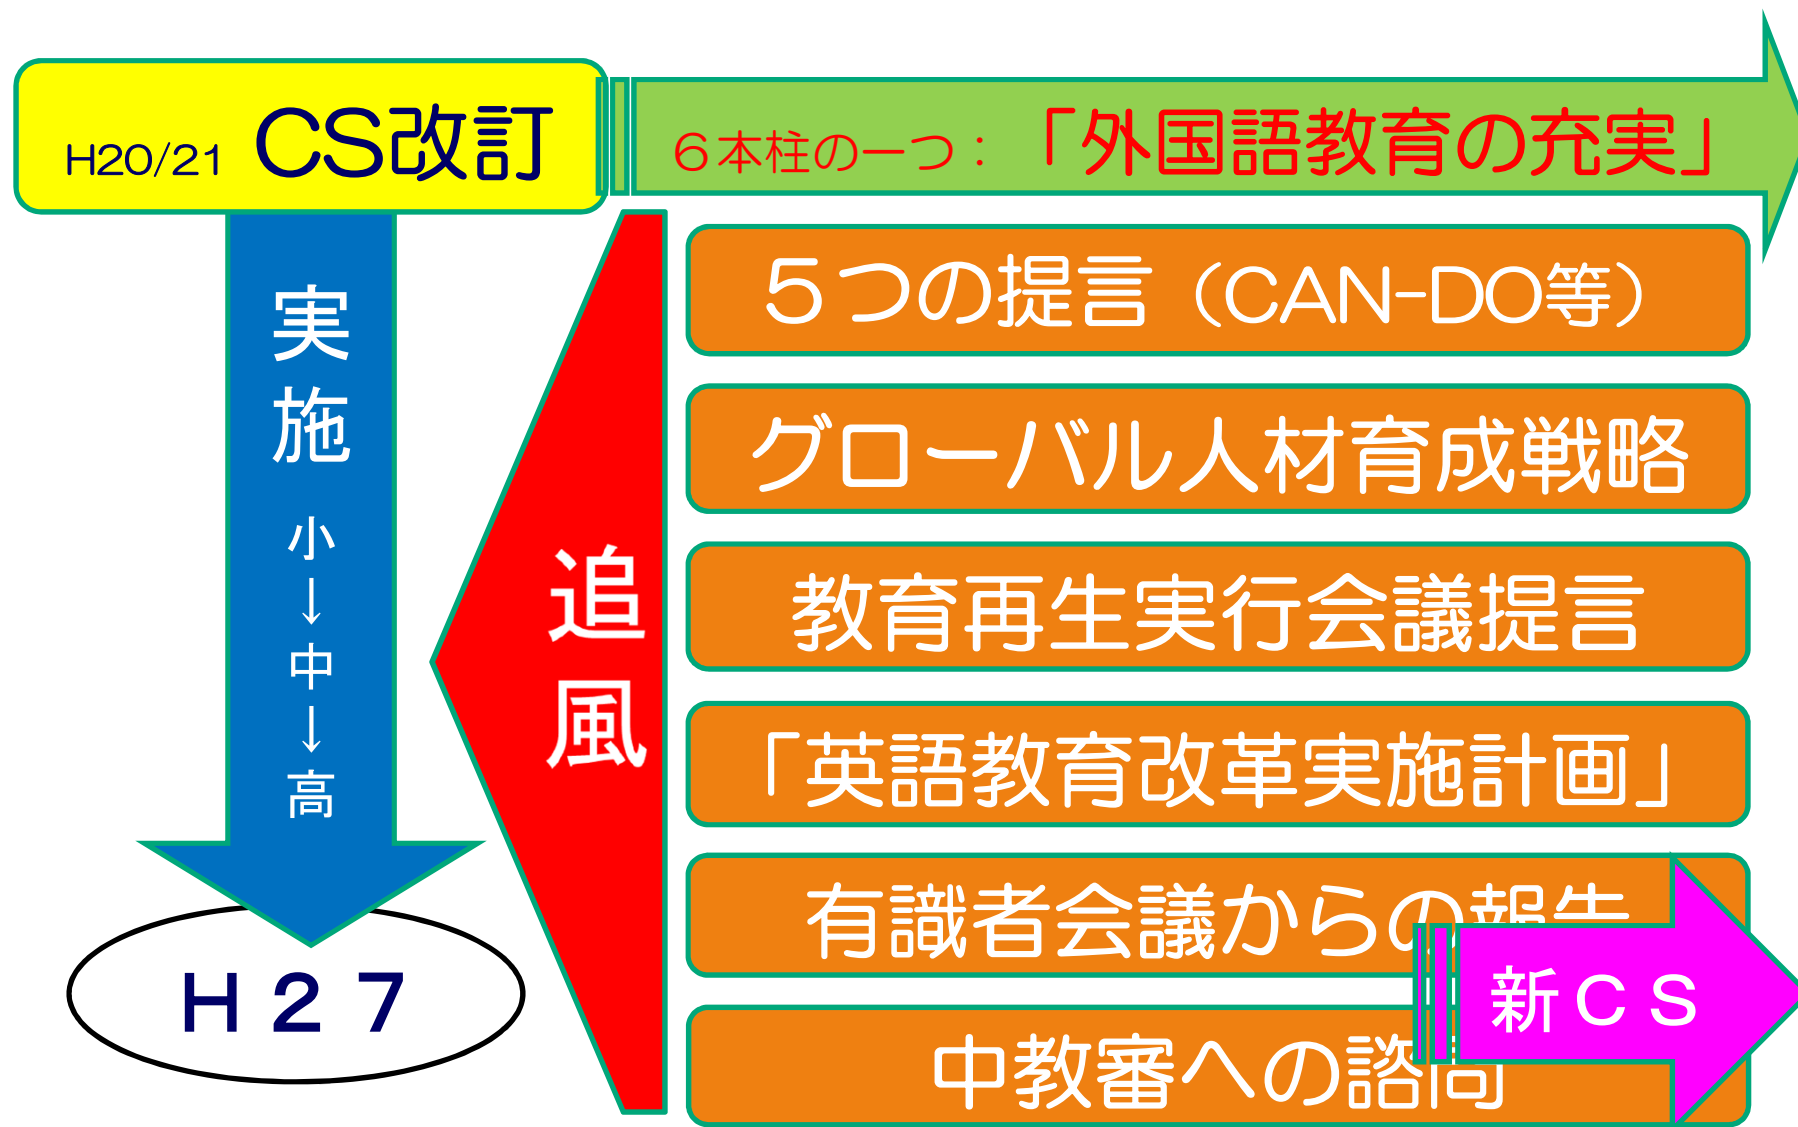 H20/21 CS改訂
６本柱の一つ：「外国語教育の充実」
実施
小→中→高
H２７
追風
５つの提言（CAN-DO等）
グローバル人材育成戦略
教育再生実行会議提言
「英語教育改革実施計画」
有識者会議からの報告
中教審への諮問
新ＣＳ